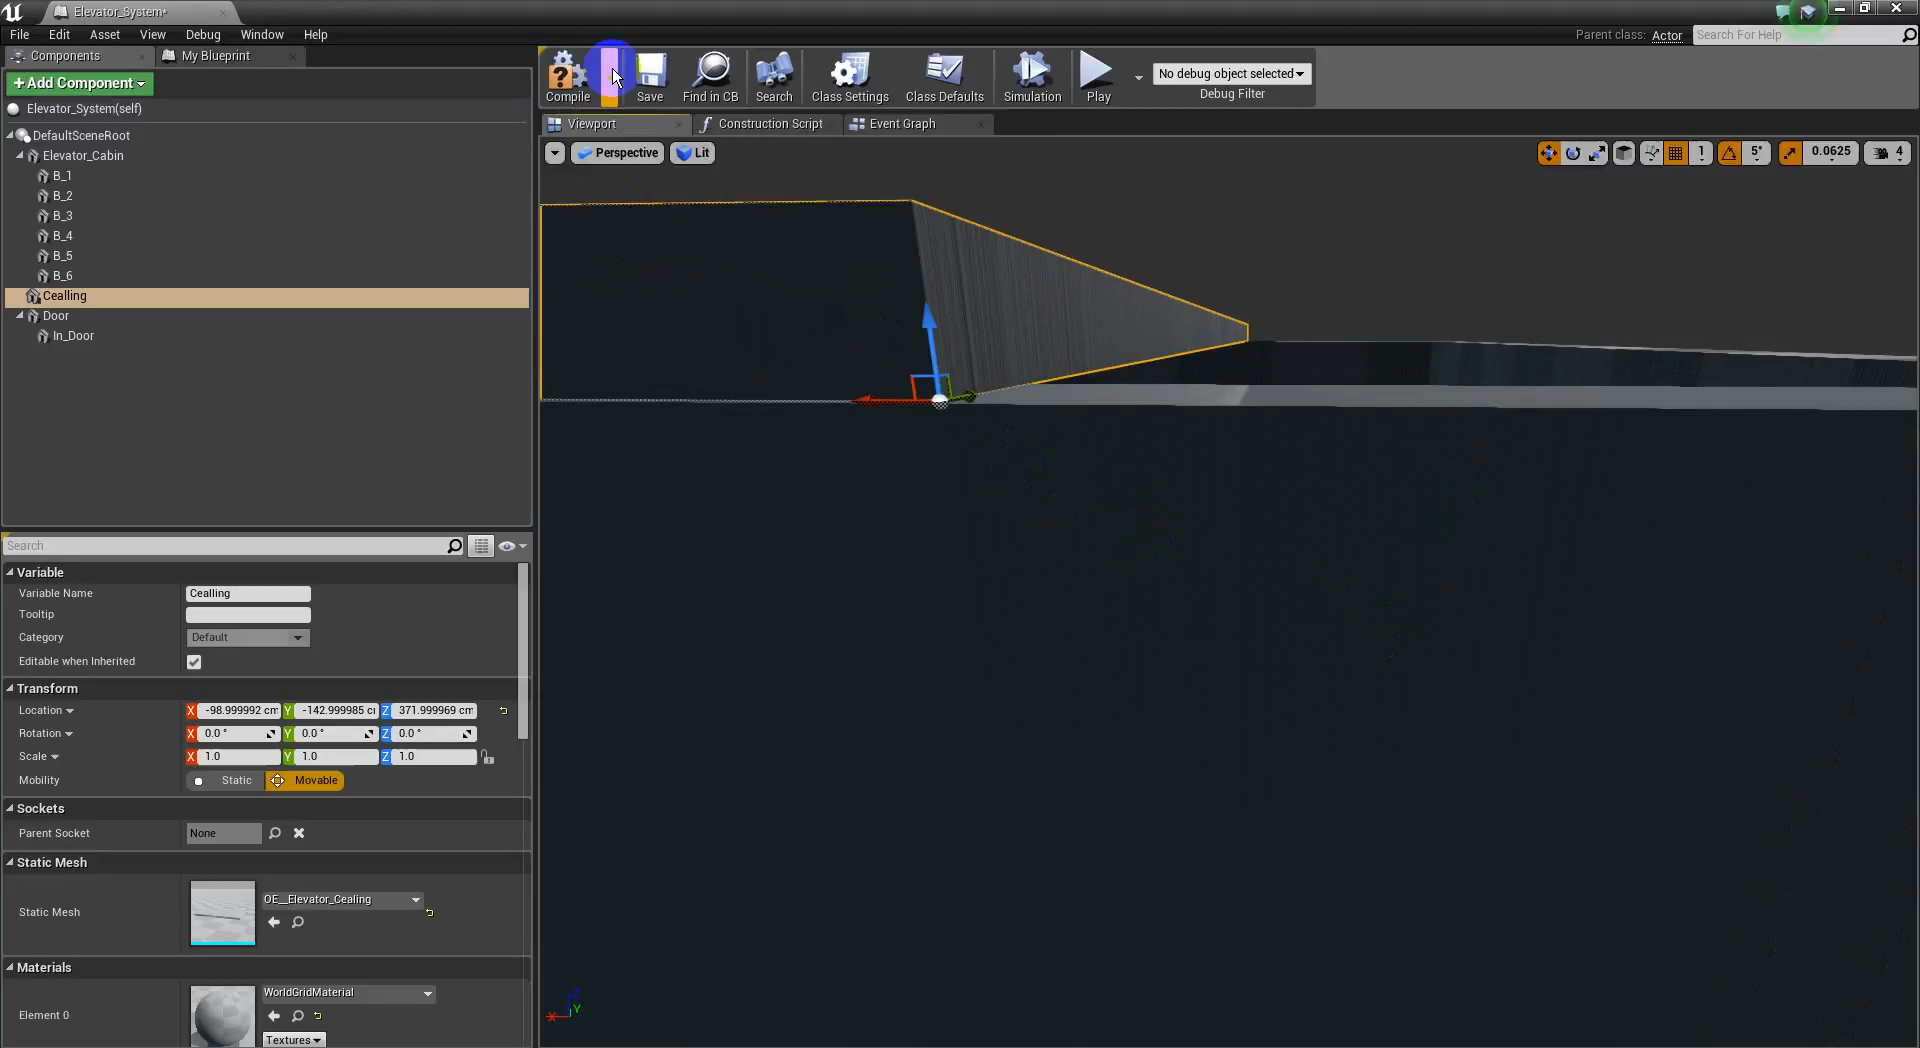 Elevator_System*
File Edit Asset View Debug Window Help
Parent class: Actor Search For Help
Components My Blueprint
+Add Component
Elevator_System(self)
DefaultSceneRoot
Elevator_Cabin
B_1
B_2
B_3
B_4
B_5
B_6
Cealling
Door
In_Door
Compile Save Find in CB Search Class Settings Class Defaults Simulation Play
No debug object selected
Debug Filter
Viewport Construction Script Event Graph
Perspective Lit
1 5° 0.0625 4
Z
X Y
Search
Variable
Variable Name Cealling
Tooltip
Category Default
Editable when Inherited
Transform
Location X -98.999992 cm Y -142.999985 c Z 371.999969 cm
Rotation X 0.0 ° Y 0.0 ° Z 0.0 °
Scale X 1.0 Y 1.0 Z 1.0
Mobility Static Movable
Sockets
Parent Socket None
Static Mesh
Static Mesh OE__Elevator_Cealing
Materials
Element 0 WorldGridMaterial
Textures